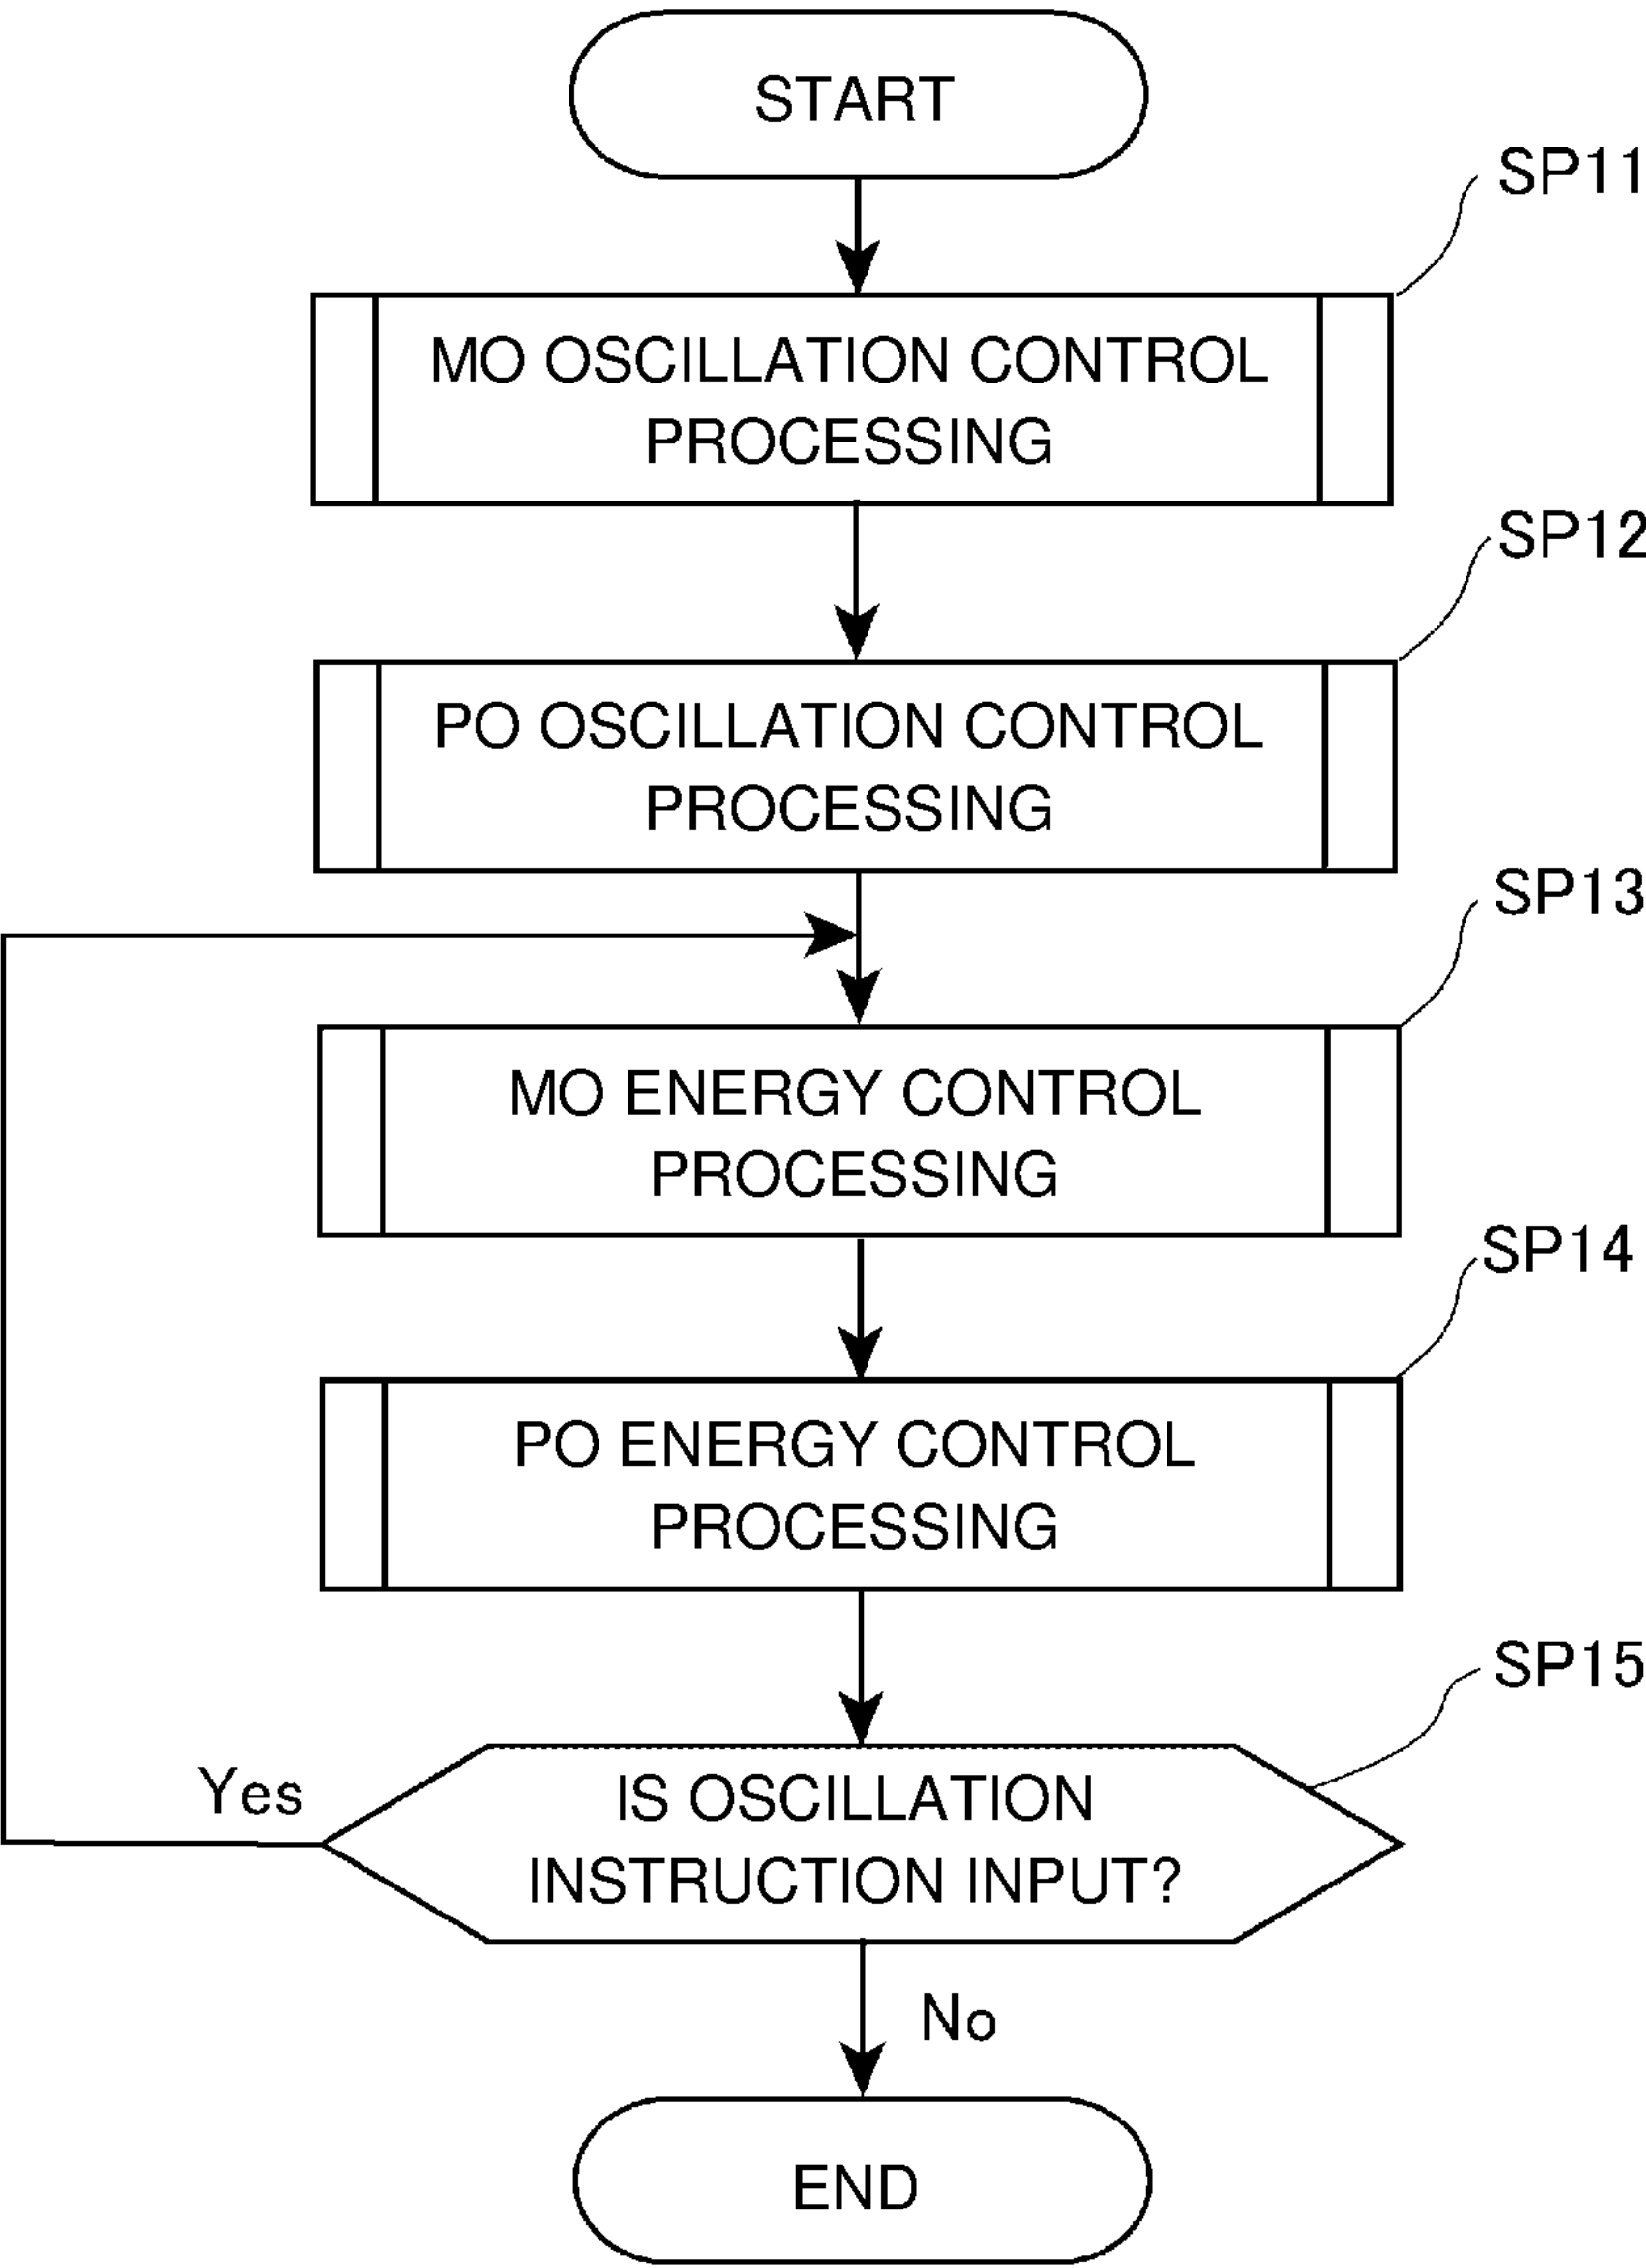 START
SP11
MO OSCILLATION CONTROL
PROCESSING
SP12
PO OSCILLATION CONTROL
PROCESSING
SP13
MO ENERGY CONTROL
PROCESSING
SP14
PO ENERGY CONTROL
PROCESSING
SP15
Yes
IS OSCILLATION
INSTRUCTION INPUT?
No
END